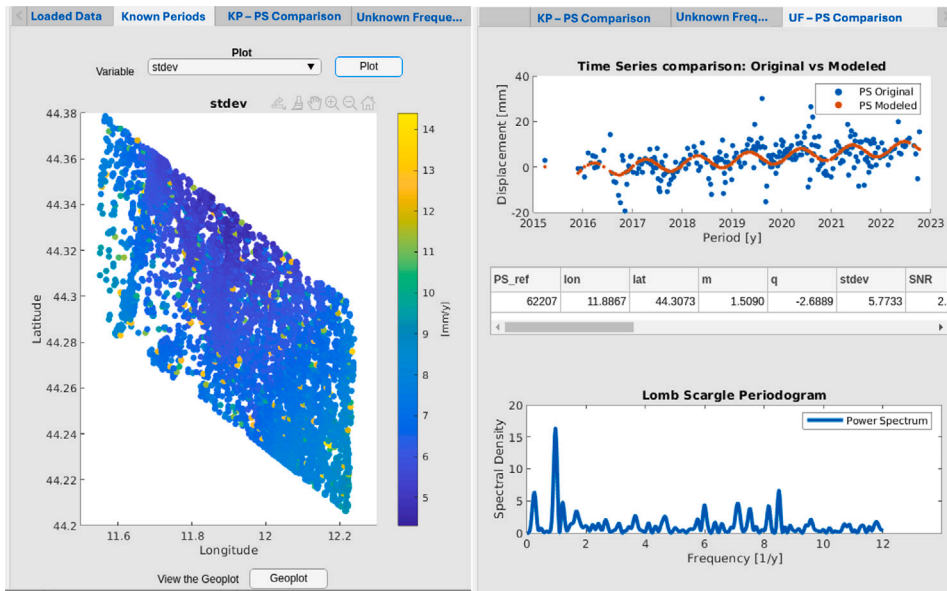 Loaded Data
Known Periods
KP – PS Comparison
Unknown Freque...
Plot
Variable
stdev
Plot
stdev
44.38
44.36
44.34
44.32
44.3
44.28
44.26
44.24
44.22
44.2
Latitude
11.6
11.8
12
12.2
Longitude
14
13
12
11
10
9
8
7
6
5
[mm/y]
View the Geoplot
Geoplot
KP – PS Comparison
Unknown Freq...
UF – PS Comparison
Time Series comparison: Original vs Modeled
PS Original
PS Modeled
40
20
0
-20
Displacement [mm]
2015 2016 2017 2018 2019 2020 2021 2022 2023
Period [y]
PS_ref lon lat m q stdev SNR
62207 11.8867 44.3073 1.5090 -2.6889 5.7733 2.
Lomb Scargle Periodogram
Power Spectrum
20
15
10
5
0
Spectral Density
0 2 4 6 8 10 12
Frequency [1/y]